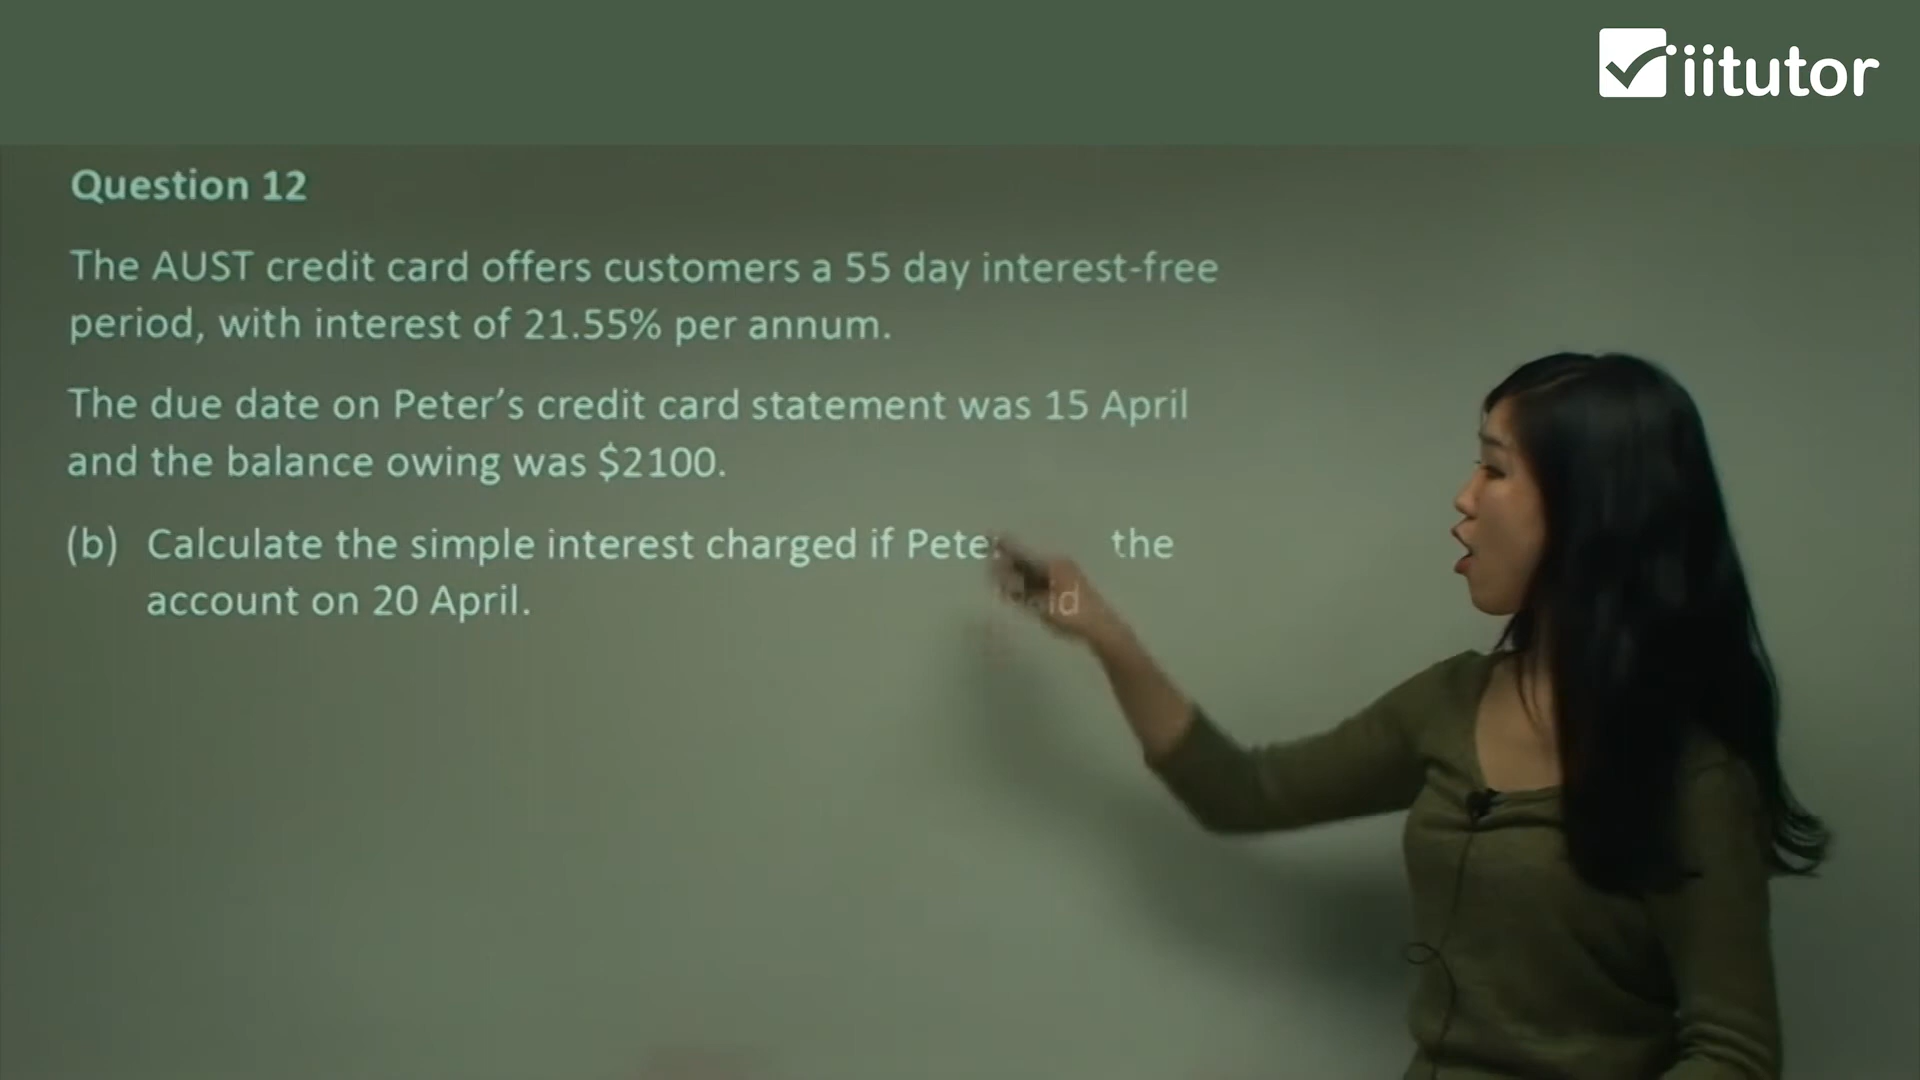 iitutor
Question 12
The AUST credit card offers customers a 55 day interest-free
period, with interest of 21.55% per annum.
The due date on Peter's credit card statement was 15 April
and the balance owing was $2100.
(b) Calculate the simple interest charged if Peter the
account on 20 April.